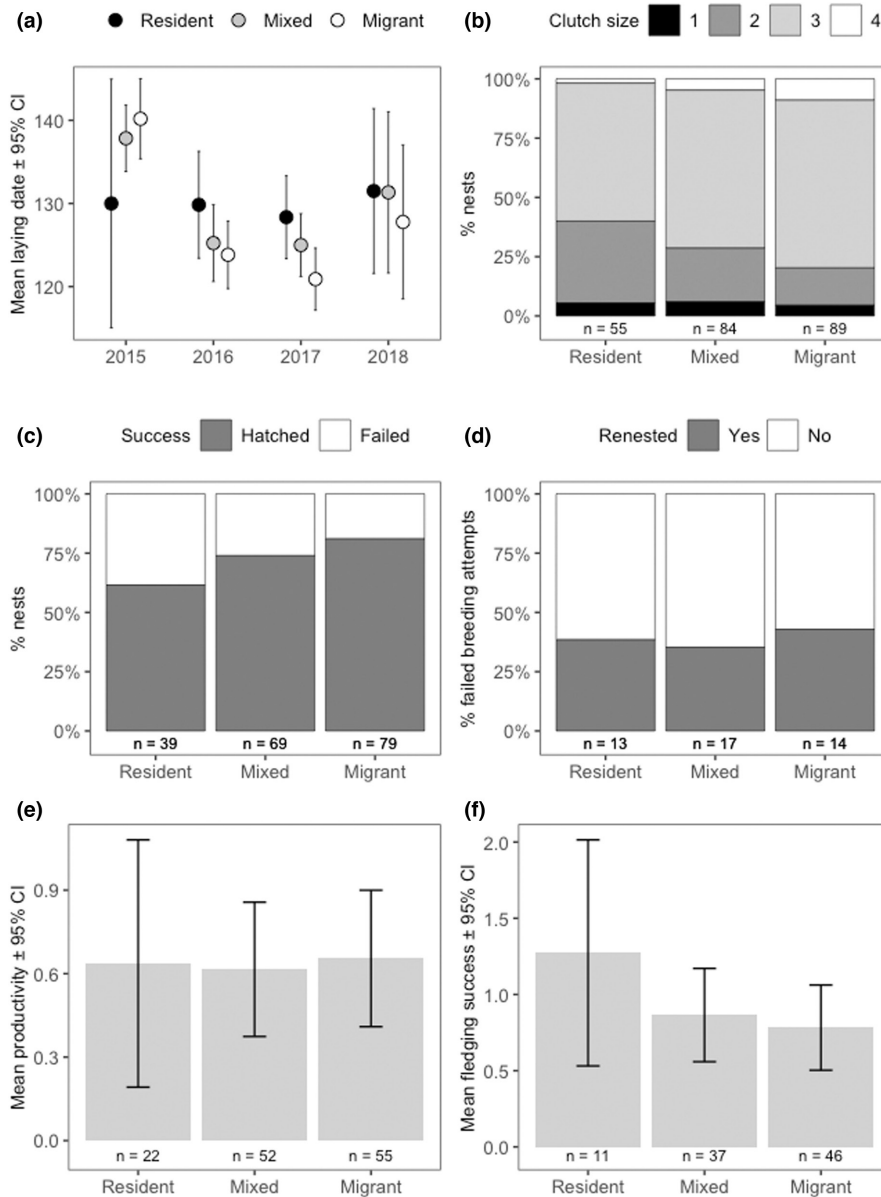 (a) Resident Mixed Migrant
Mean laying date ± 95% CI
140
130
120
2015 2016 2017 2018
(b) Clutch size 1 2 3 4
% nests
100%
75%
50%
25%
0%
n = 55 n = 84 n = 89
Resident Mixed Migrant
(c) Success Hatched Failed
% nests
100%
75%
50%
25%
0%
n = 39 n = 69 n = 79
Resident Mixed Migrant
(d) Renested Yes No
% failed breeding attempts
100%
75%
50%
25%
0%
n = 13 n = 17 n = 14
Resident Mixed Migrant
(e)
Mean productivity ± 95% CI
0.9
0.6
0.3
0.0
n = 22 n = 52 n = 55
Resident Mixed Migrant
(f)
Mean fledging success ± 95% CI
2.0
1.5
1.0
0.5
0.0
n = 11 n = 37 n = 46
Resident Mixed Migrant